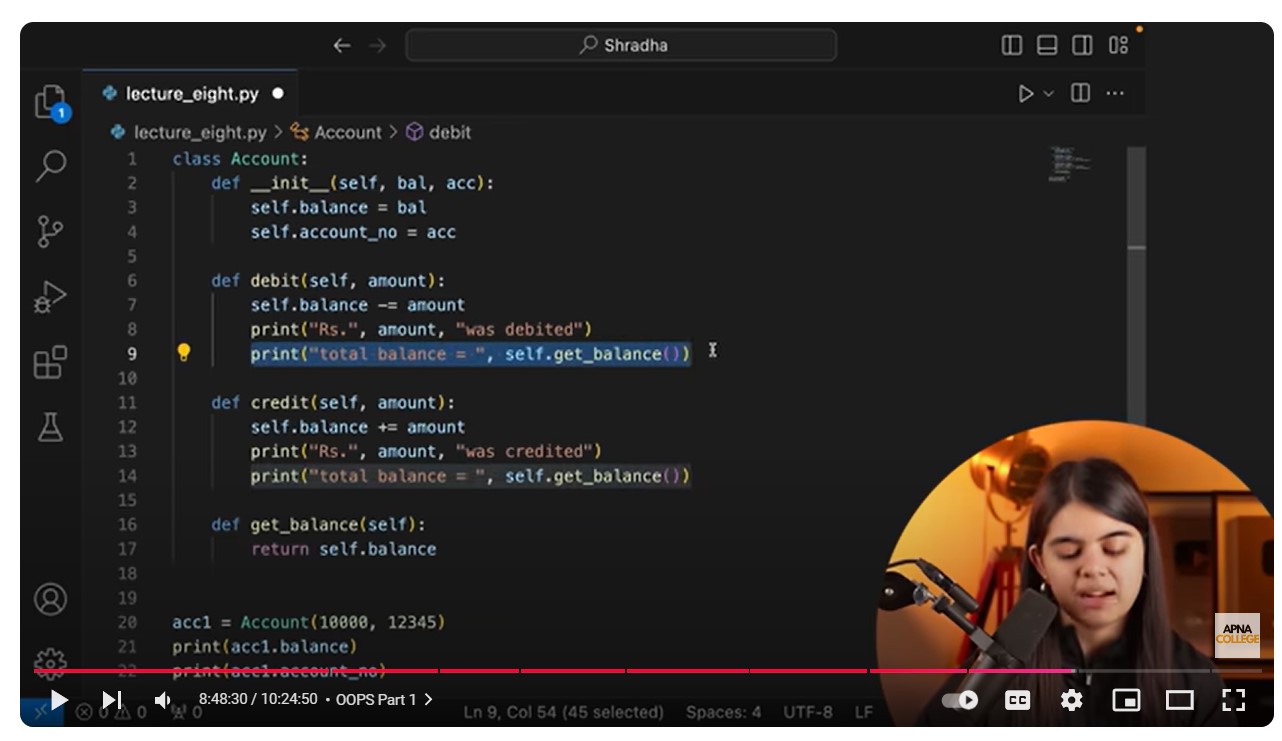 Shradha
lecture_eight.py
1
lecture_eight.py > Account > debit
1 class Account:
2 def __init__(self, bal, acc):
3 self.balance = bal
4 self.account_no = acc
5
6 def debit(self, amount):
7 self.balance -= amount
8 print("Rs.", amount, "was debited")
9 print("total balance = ", self.get_balance())
10
11 def credit(self, amount):
12 self.balance += amount
13 print("Rs.", amount, "was credited")
14 print("total balance = ", self.get_balance())
15
16 def get_balance(self):
17 return self.balance
18
19
20 acc1 = Account(10000, 12345)
21 print(acc1.balance)
22 print(acc1.account_no)
APNA
COLLEGE
8:48:30 / 10:24:50 • OOPS Part 1 >
CC
0 0 0
Ln 9, Col 54 (45 selected) Spaces: 4 UTF-8 LF